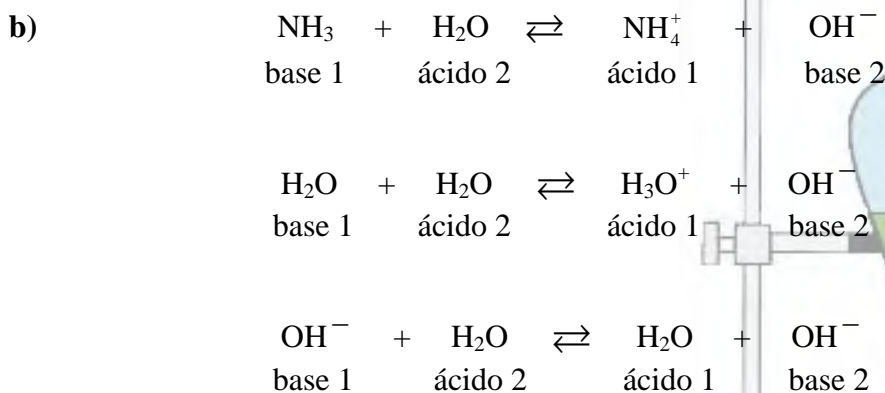 b) NH₃ + H₂O ⇄ NH₄⁺ + OH⁻
base 1 ácido 2 ácido 1 base 2
H₂O + H₂O ⇄ H₃O⁺ + OH⁻
base 1 ácido 2 ácido 1 base 2
OH⁻ + H₂O ⇄ H₂O + OH⁻
base 1 ácido 2 ácido 1 base 2